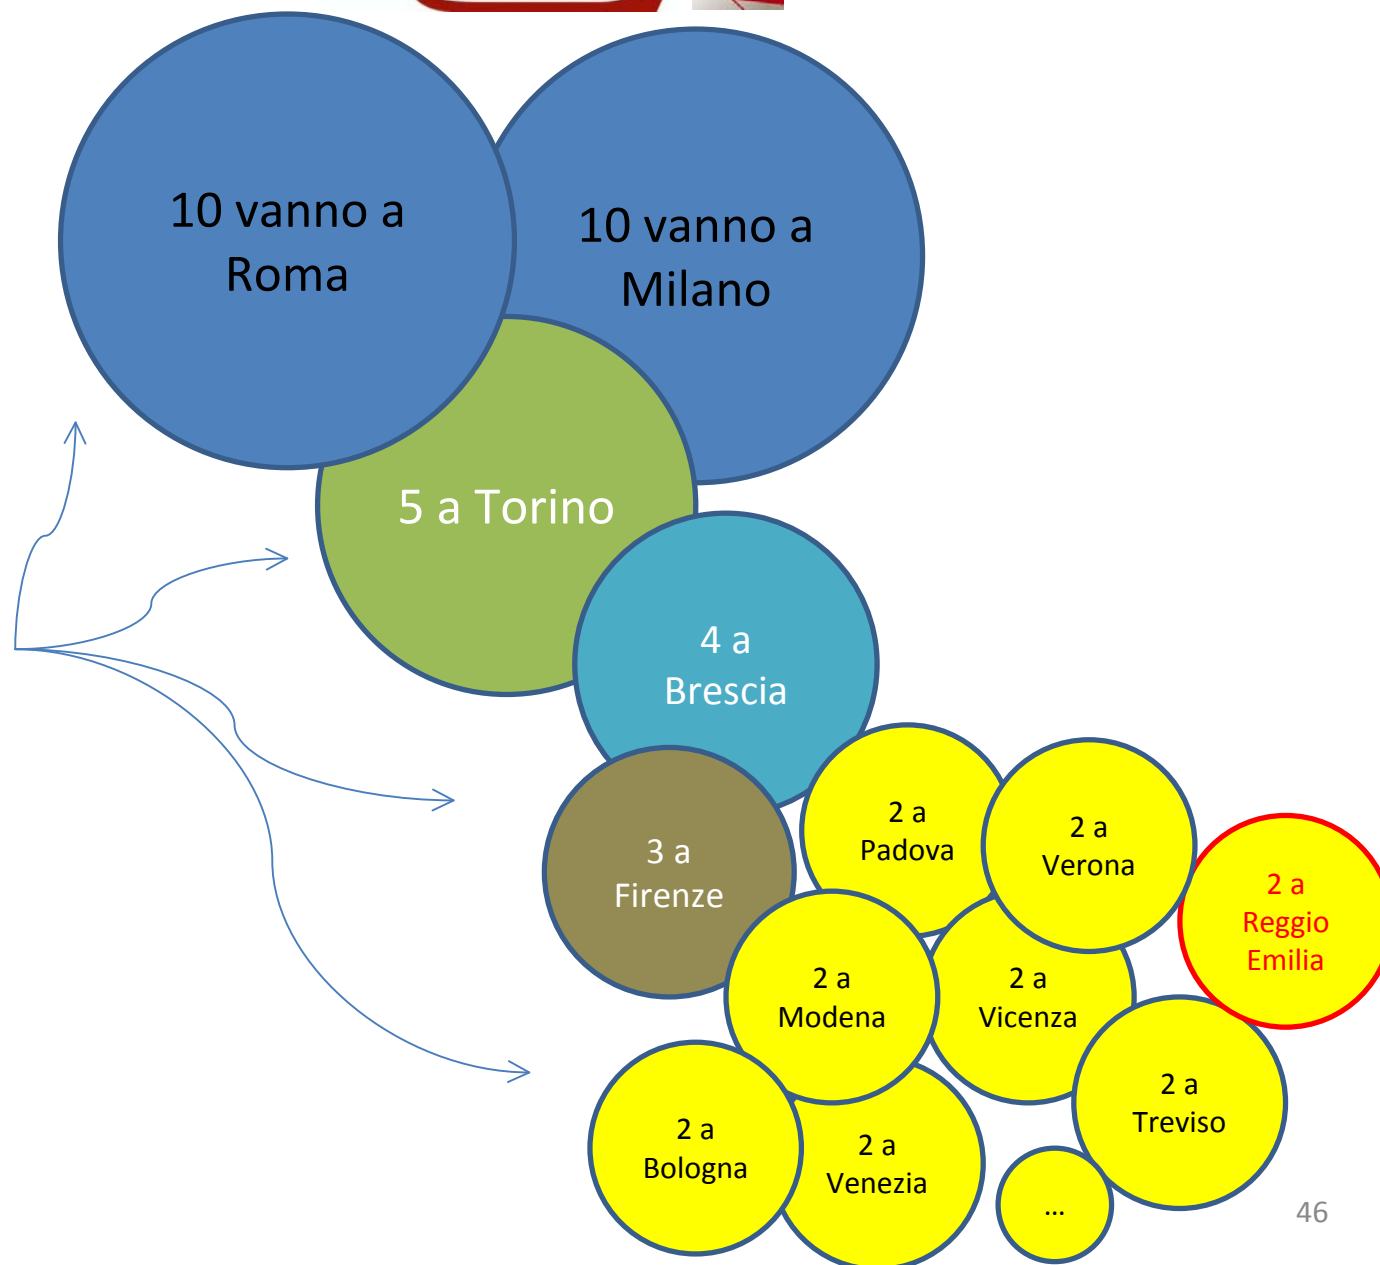 10 vanno a
Roma
10 vanno a
Milano
5 a Torino
4 a
Brescia
3 a
Firenze
2 a
Padova
2 a
Verona
2 a
Reggio
Emilia
2 a
Modena
2 a
Vicenza
2 a
Treviso
2 a
Bologna
2 a
Venezia
...
46